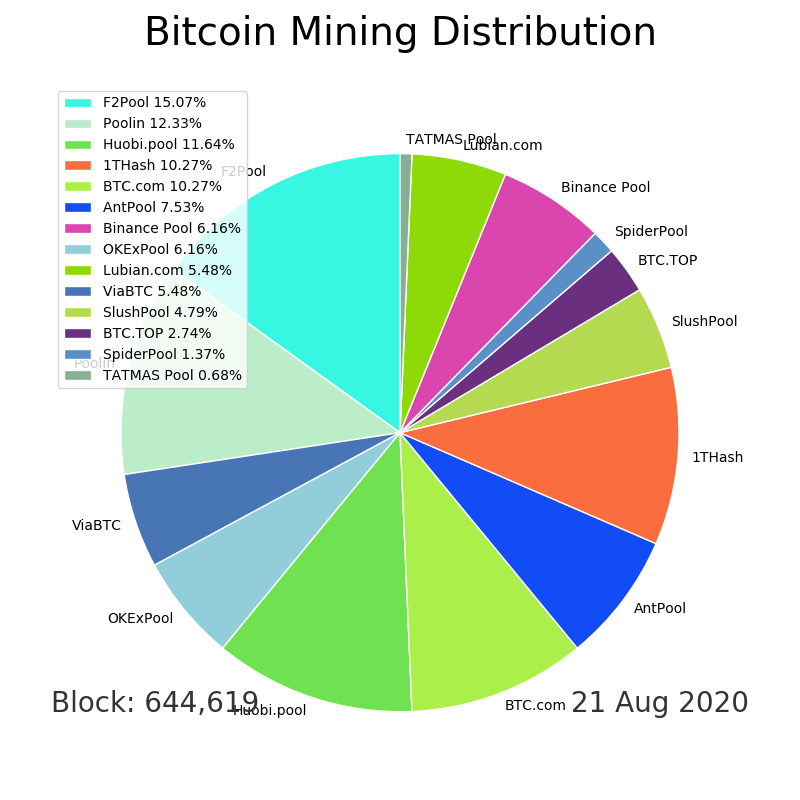 Bitcoin Mining Distribution
F2Pool 15.07%
Poolin 12.33%
Huobi.pool 11.64%
1THash 10.27%
BTC.com 10.27%
AntPool 7.53%
Binance Pool 6.16%
OKExPool 6.16%
Lubian.com 5.48%
ViaBTC 5.48%
SlushPool 4.79%
BTC.TOP 2.74%
SpiderPool 1.37%
TATMAS Pool 0.68%
TATMAS Pool
Lubian.com
F2Pool
Binance Pool
SpiderPool
BTC.TOP
SlushPool
Poolin
1THash
ViaBTC
AntPool
OKExPool
Huobi.pool
BTC.com
Block: 644,619
21 Aug 2020